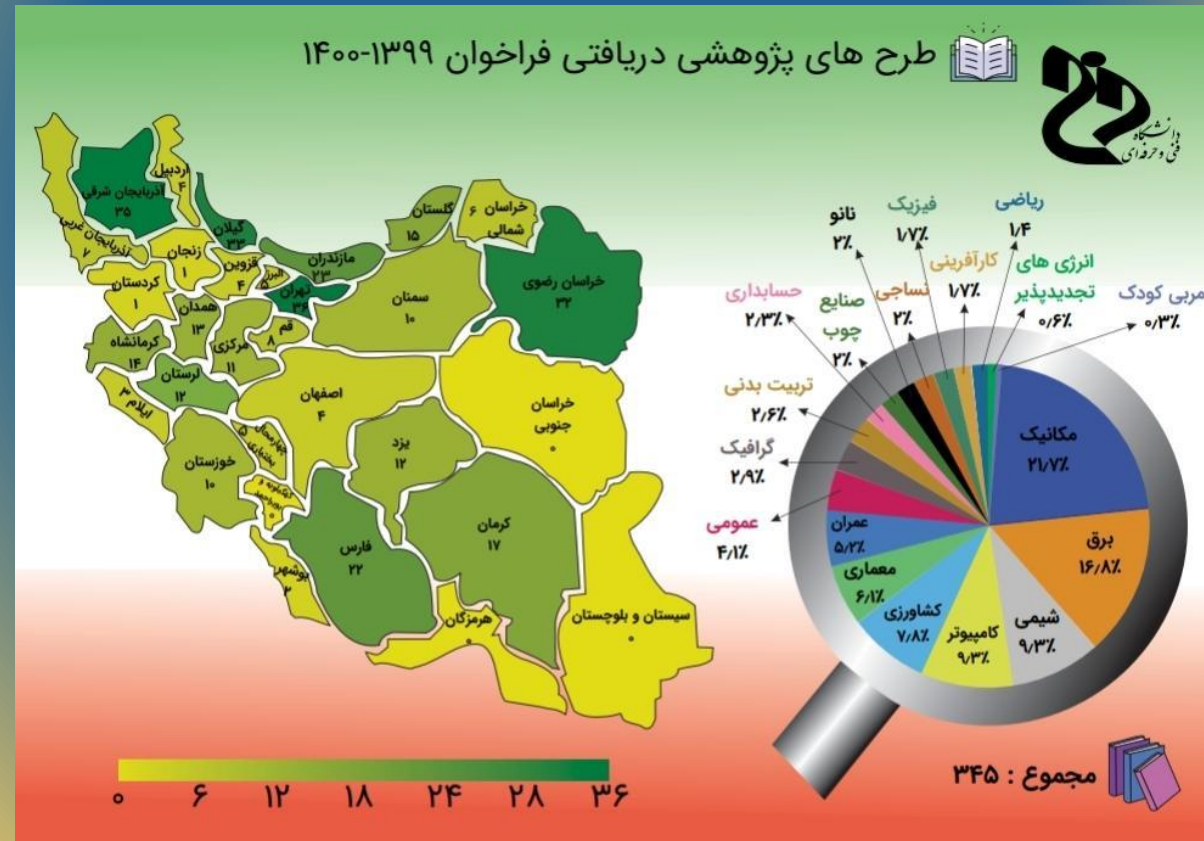 طرح های پژوهشی دریافتی فراخوان ۱۳۹۹-۱۴۰۰
دانشگاه
فنی و حرفه‌ای
اردبیل
۴
آذربایجان شرقی
۳۵
گیلان
۳۳
آذربایجان غربی
۷
زنجان
۱
قزوین
۴
البرز
۵
تهران
۳۶
مازندران
۲۳
گلستان
۱۵
خراسان
شمالی
۶
خراسان رضوی
۳۲
سمنان
۱۰
کردستان
۱
همدان
۱۳
مرکزی
۱۱
قم
۸
کرمانشاه
۱۴
لرستان
۱۲
ایلام
۳
اصفهان
۴
خراسان
جنوبی
۰
خوزستان
۱۰
چهارمحال
بختیاری
۵
یزد
۱۲
کهگیلویه و
بویراحمد
۰
فارس
۲۲
کرمان
۱۷
بوشهر
۲
هرمزگان
۰
سیستان و بلوچستان
۰
۰ ۶ ۱۲ ۱۸ ۲۴ ۲۸ ۳۶
ریاضی
۱٫۴
فیزیک
۱٫۷٪
نانو
۲٪
انرژی های
تجدیدپذیر
۰٫۶٪
کارآفرینی
۱٫۷٪
مربی کودک
۰٫۳٪
نساجی
۲٪
صنایع
چوب
۲٪
حسابداری
۲٫۳٪
تربیت بدنی
۲٫۶٪
گرافیک
۲٫۹٪
عمومی
۴٫۱٪
مکانیک
۲۱٫۷٪
برق
۱۶٫۸٪
شیمی
۹٫۳٪
کامپیوتر
۹٫۳٪
کشاورزی
۷٫۸٪
معماری
۶٫۱٪
عمران
۵٫۲٪
مجموع : ۳۴۵